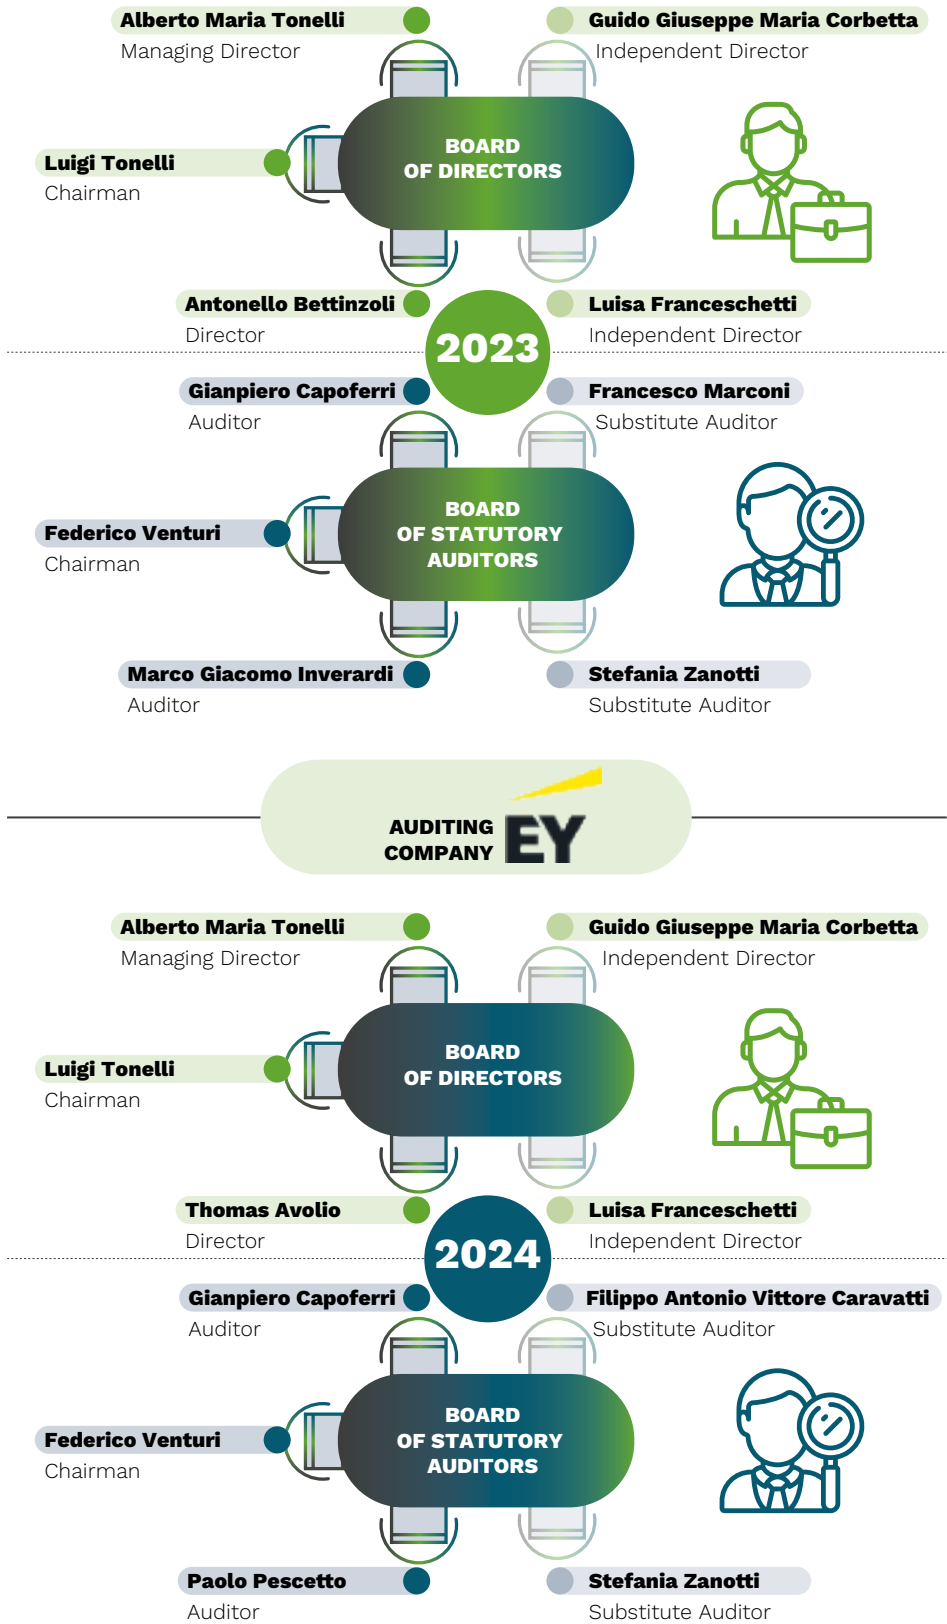 Alberto Maria Tonelli
Managing Director
Guido Giuseppe Maria Corbetta
Independent Director
BOARD
OF DIRECTORS
Luigi Tonelli
Chairman
Antonello Bettinzoli
Director
Luisa Franceschetti
Independent Director
2023
Gianpiero Capoferri
Auditor
Francesco Marconi
Substitute Auditor
BOARD
OF STATUTORY
AUDITORS
Federico Venturi
Chairman
Marco Giacomo Inverardi
Auditor
Stefania Zanotti
Substitute Auditor
AUDITING
COMPANY
EY
Alberto Maria Tonelli
Managing Director
Guido Giuseppe Maria Corbetta
Independent Director
BOARD
OF DIRECTORS
Luigi Tonelli
Chairman
Thomas Avolio
Director
Luisa Franceschetti
Independent Director
2024
Gianpiero Capoferri
Auditor
Filippo Antonio Vittore Caravatti
Substitute Auditor
BOARD
OF STATUTORY
AUDITORS
Federico Venturi
Chairman
Paolo Pescetto
Auditor
Stefania Zanotti
Substitute Auditor